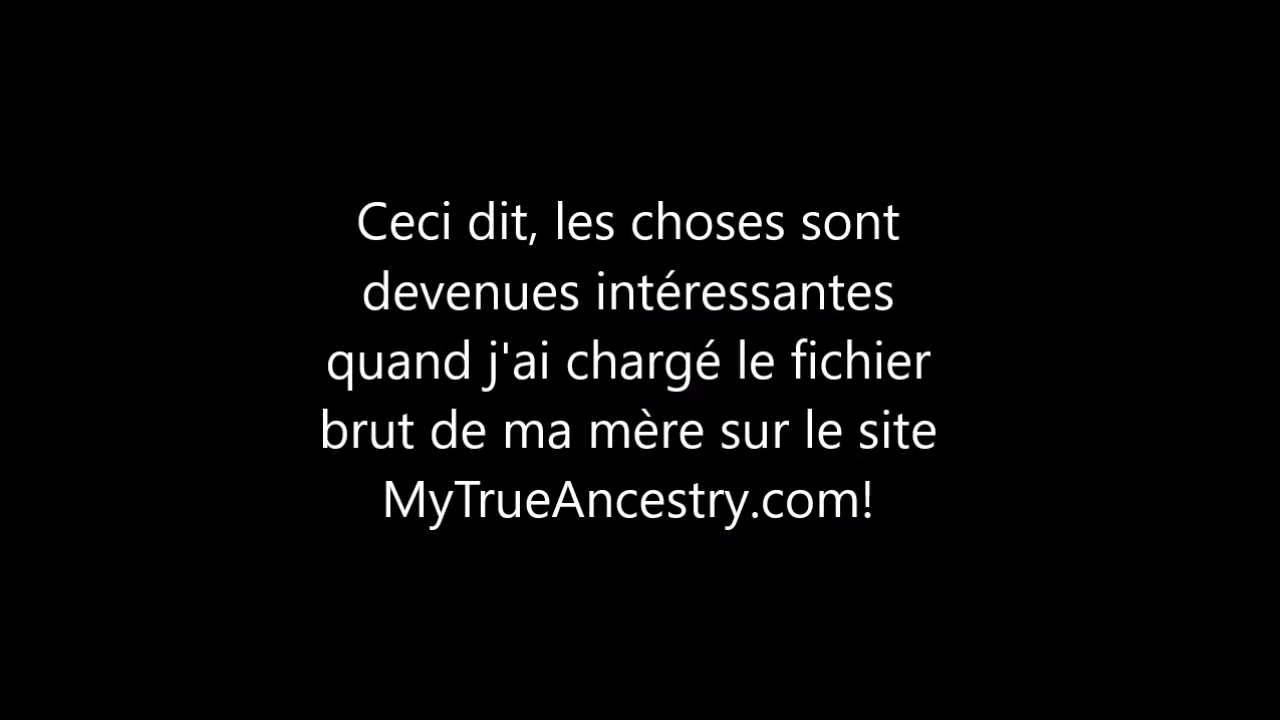 Ceci dit, les choses sont
devenues intéressantes
quand j'ai chargé le fichier
brut de ma mère sur le site
MyTrueAncestry.com!